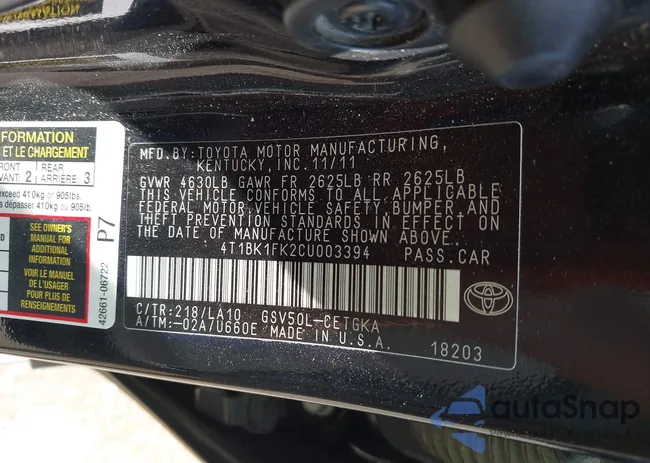 FORMATION
ET LE CHARGEMENT
FRONT
AVANT: 2
REAR
ARRIÈRE: 3
exceed 410kg or 905lbs.
dépasser 410kg ou 905lbs.
SEE OWNER'S
MANUAL FOR
ADDITIONAL
INFORMATION
VOIR LE MANUEL
DE L'USAGER
POUR PLUS DE
RENSEIGNEMENTS
P7
42661-06722
MFD.BY:TOYOTA MOTOR MANUFACTURING,
KENTUCKY, INC.11/11
GVWR 4630LB GAWR FR 2625LB RR 2625LB
THIS VEHICLE CONFORMS TO ALL APPLICABLE
FEDERAL MOTOR VEHICLE SAFETY,BUMPER,AND
THEFT PREVENTION STANDARDS IN EFFECT ON
THE DATE OF MANUFACTURE SHOWN ABOVE.
4T1BK1FK2CU003394 PASS.CAR
C/TR:218/LA10 GSV50L-CETGKA
A/TM:-02A/U660E MADE IN U.S.A.
18203
autoSnap